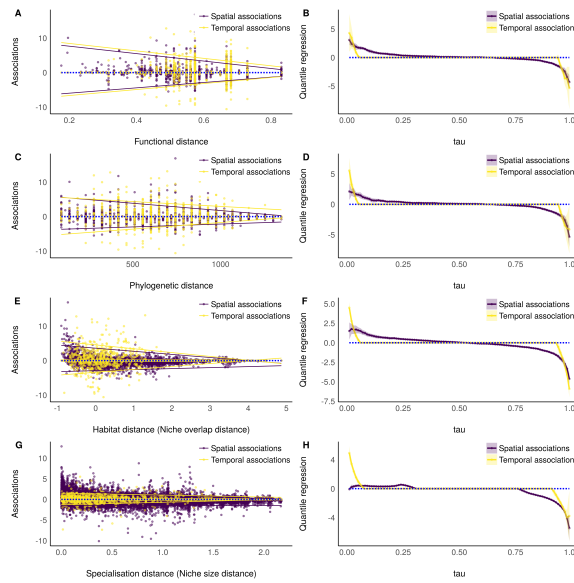 A
Spatial associations
Temporal associations
Associations
10
0
-10
0.2
0.4
0.6
0.8
Functional distance
B
Spatial associations
Temporal associations
Quantile regression
5
0
-5
0.00
0.25
0.50
0.75
1.00
tau
C
Spatial associations
Temporal associations
Associations
10
0
-10
500
1000
Phylogenetic distance
D
Spatial associations
Temporal associations
Quantile regression
5
0
-5
0.00
0.25
0.50
0.75
1.00
tau
E
Spatial associations
Temporal associations
Associations
10
0
-10
-1
0
1
2
3
4
5
Habitat distance (Niche overlap distance)
F
Spatial associations
Temporal associations
Quantile regression
5.0
2.5
0.0
-2.5
-5.0
-7.5
0.00
0.25
0.50
0.75
1.00
tau
G
Spatial associations
Temporal associations
Associations
10
5
0
-5
-10
0.0
0.5
1.0
1.5
2.0
Specialisation distance (Niche size distance)
H
Spatial associations
Temporal associations
Quantile regression
4
0
-4
0.00
0.25
0.50
0.75
1.00
tau